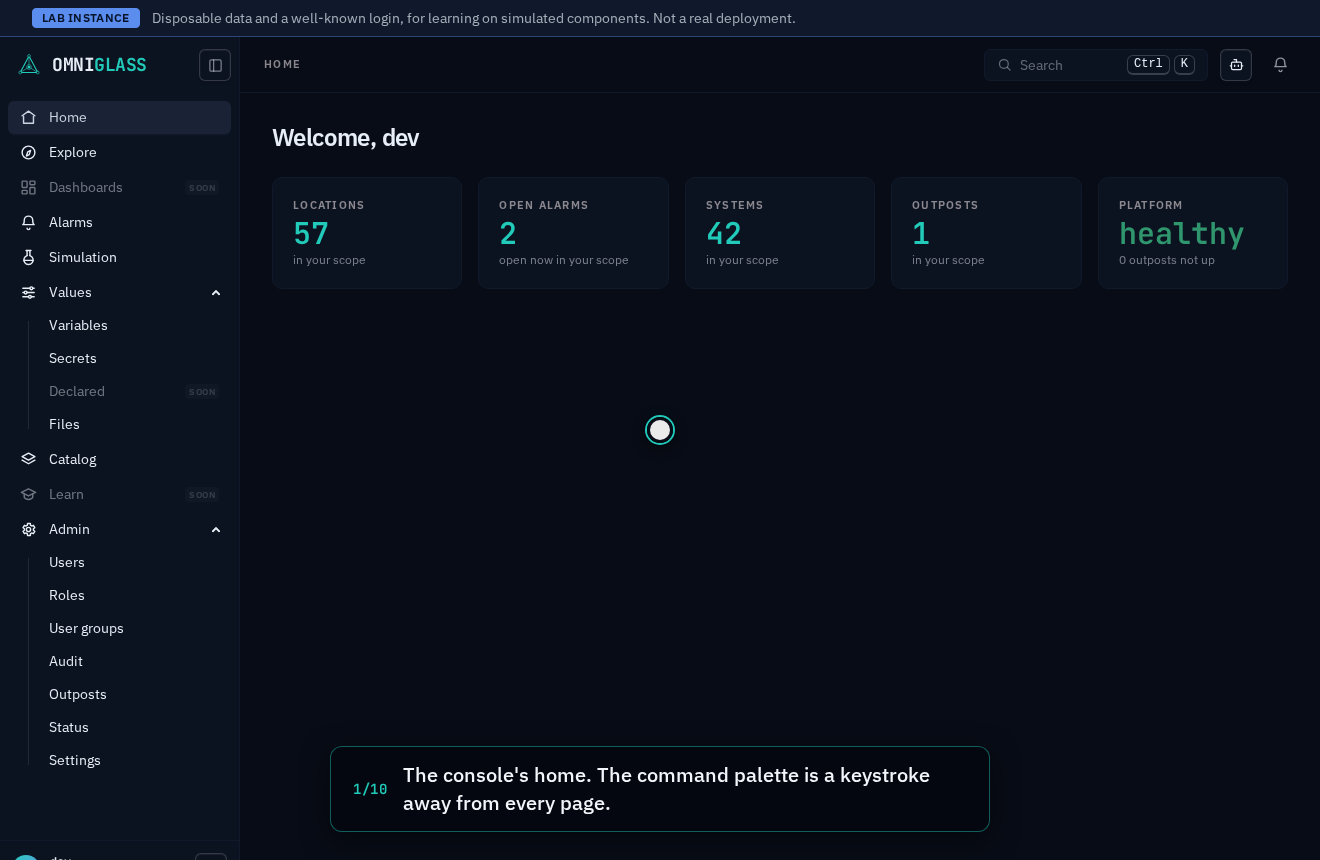 LAB INSTANCE Disposable data and a well-known login, for learning on simulated components. Not a real deployment.
OMNIGLASS
HOME
Search Ctrl K
Home
Explore
Dashboards SOON
Alarms
Simulation
Values
Variables
Secrets
Declared SOON
Files
Catalog
Learn SOON
Admin
Users
Roles
User groups
Audit
Outposts
Status
Settings
Welcome, dev
LOCATIONS
57
in your scope
OPEN ALARMS
2
open now in your scope
SYSTEMS
42
in your scope
OUTPOSTS
1
in your scope
PLATFORM
healthy
0 outposts not up
1/10
The console's home. The command palette is a keystroke
away from every page.